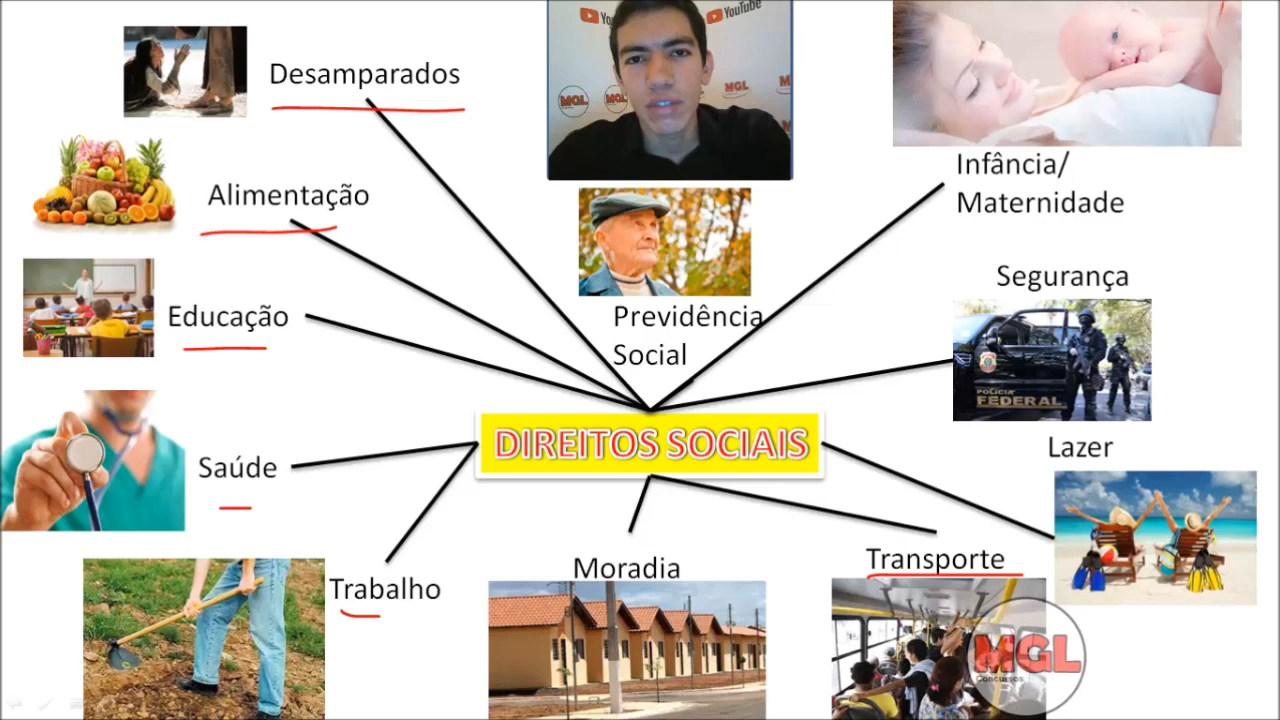 YouTube
MGL
MGL
MGL
Desamparados
Alimentação
Educação
Saúde
Trabalho
Previdência
Social
DIREITOS SOCIAIS
Moradia
Infância/
Maternidade
Segurança
POLÍCIA
FEDERAL
Lazer
Transporte
MGL
Concursos